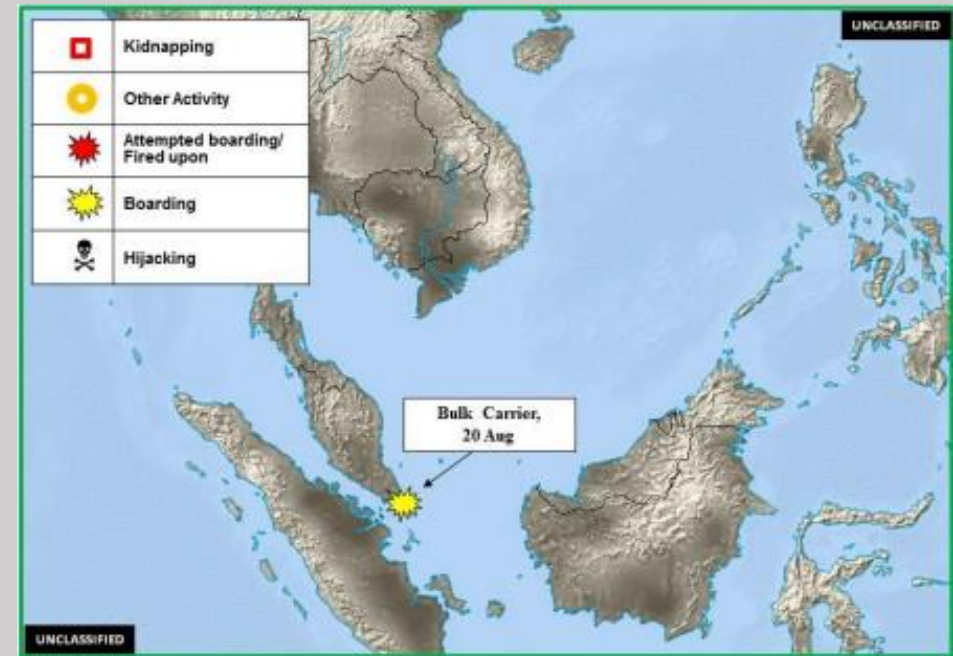 UNCLASSIFIED
Kidnapping
Other Activity
Attempted boarding/
Fired upon
Boarding
Hijacking
Bulk Carrier,
20 Aug
UNCLASSIFIED